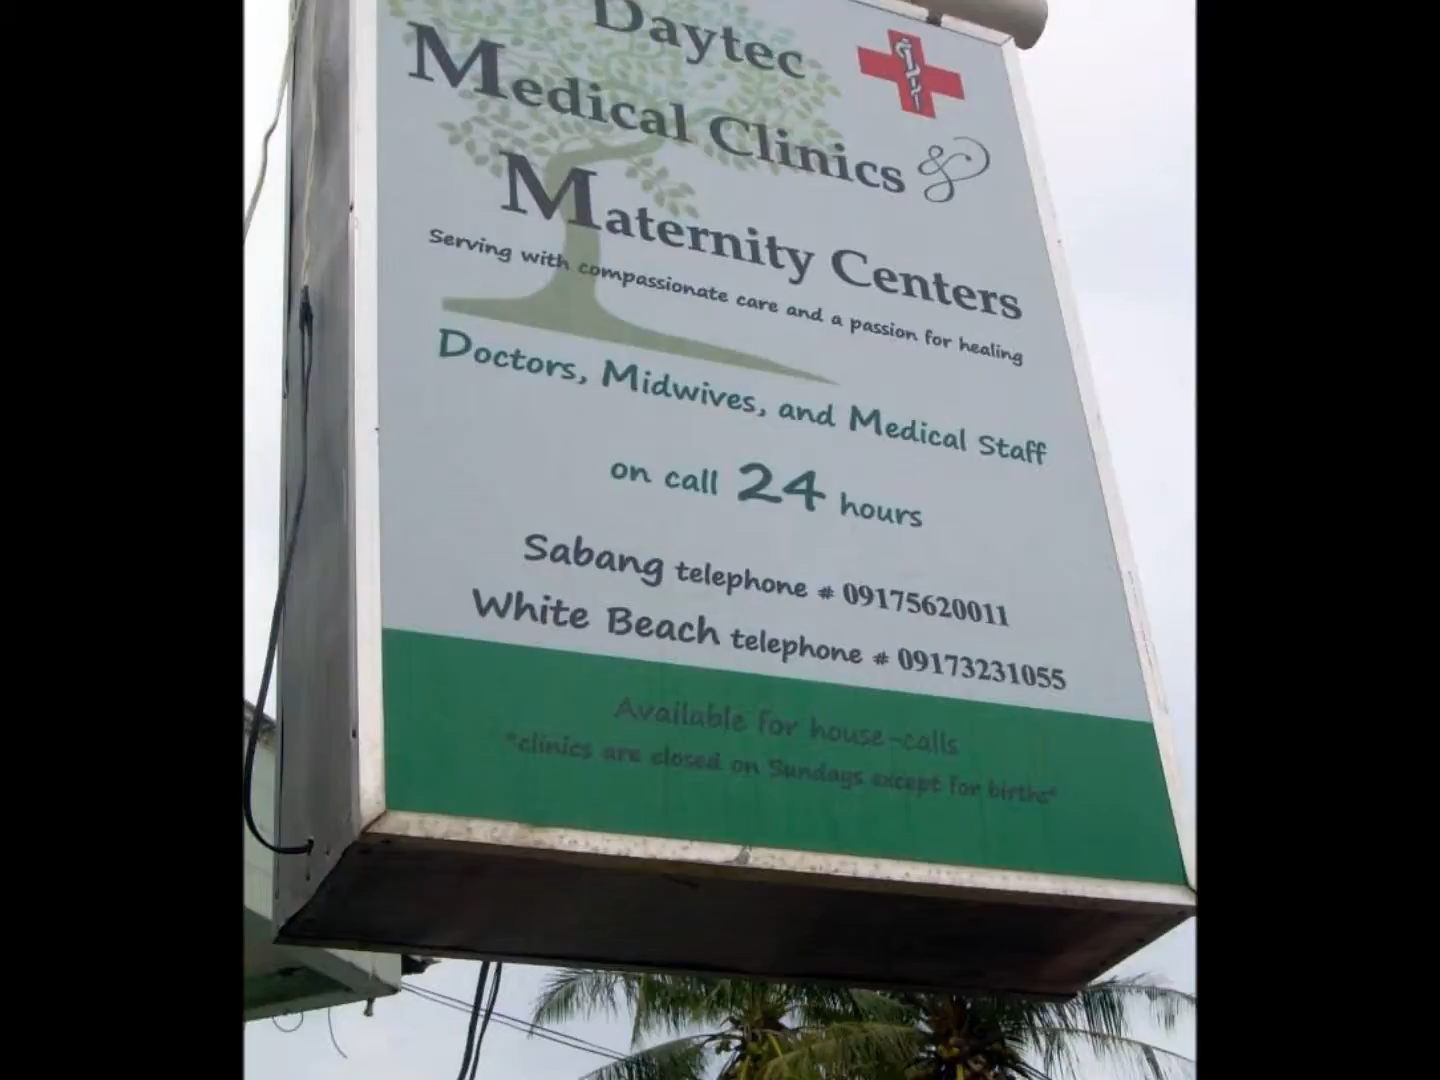 Daytec
Medical Clinics &
Maternity Centers
Serving with compassionate care and a passion for healing
Doctors, Midwives, and Medical Staff
on call 24 hours
Sabang telephone # 09175620011
White Beach telephone # 09173231055
Available for house-calls
*clinics are closed on Sundays except for births*